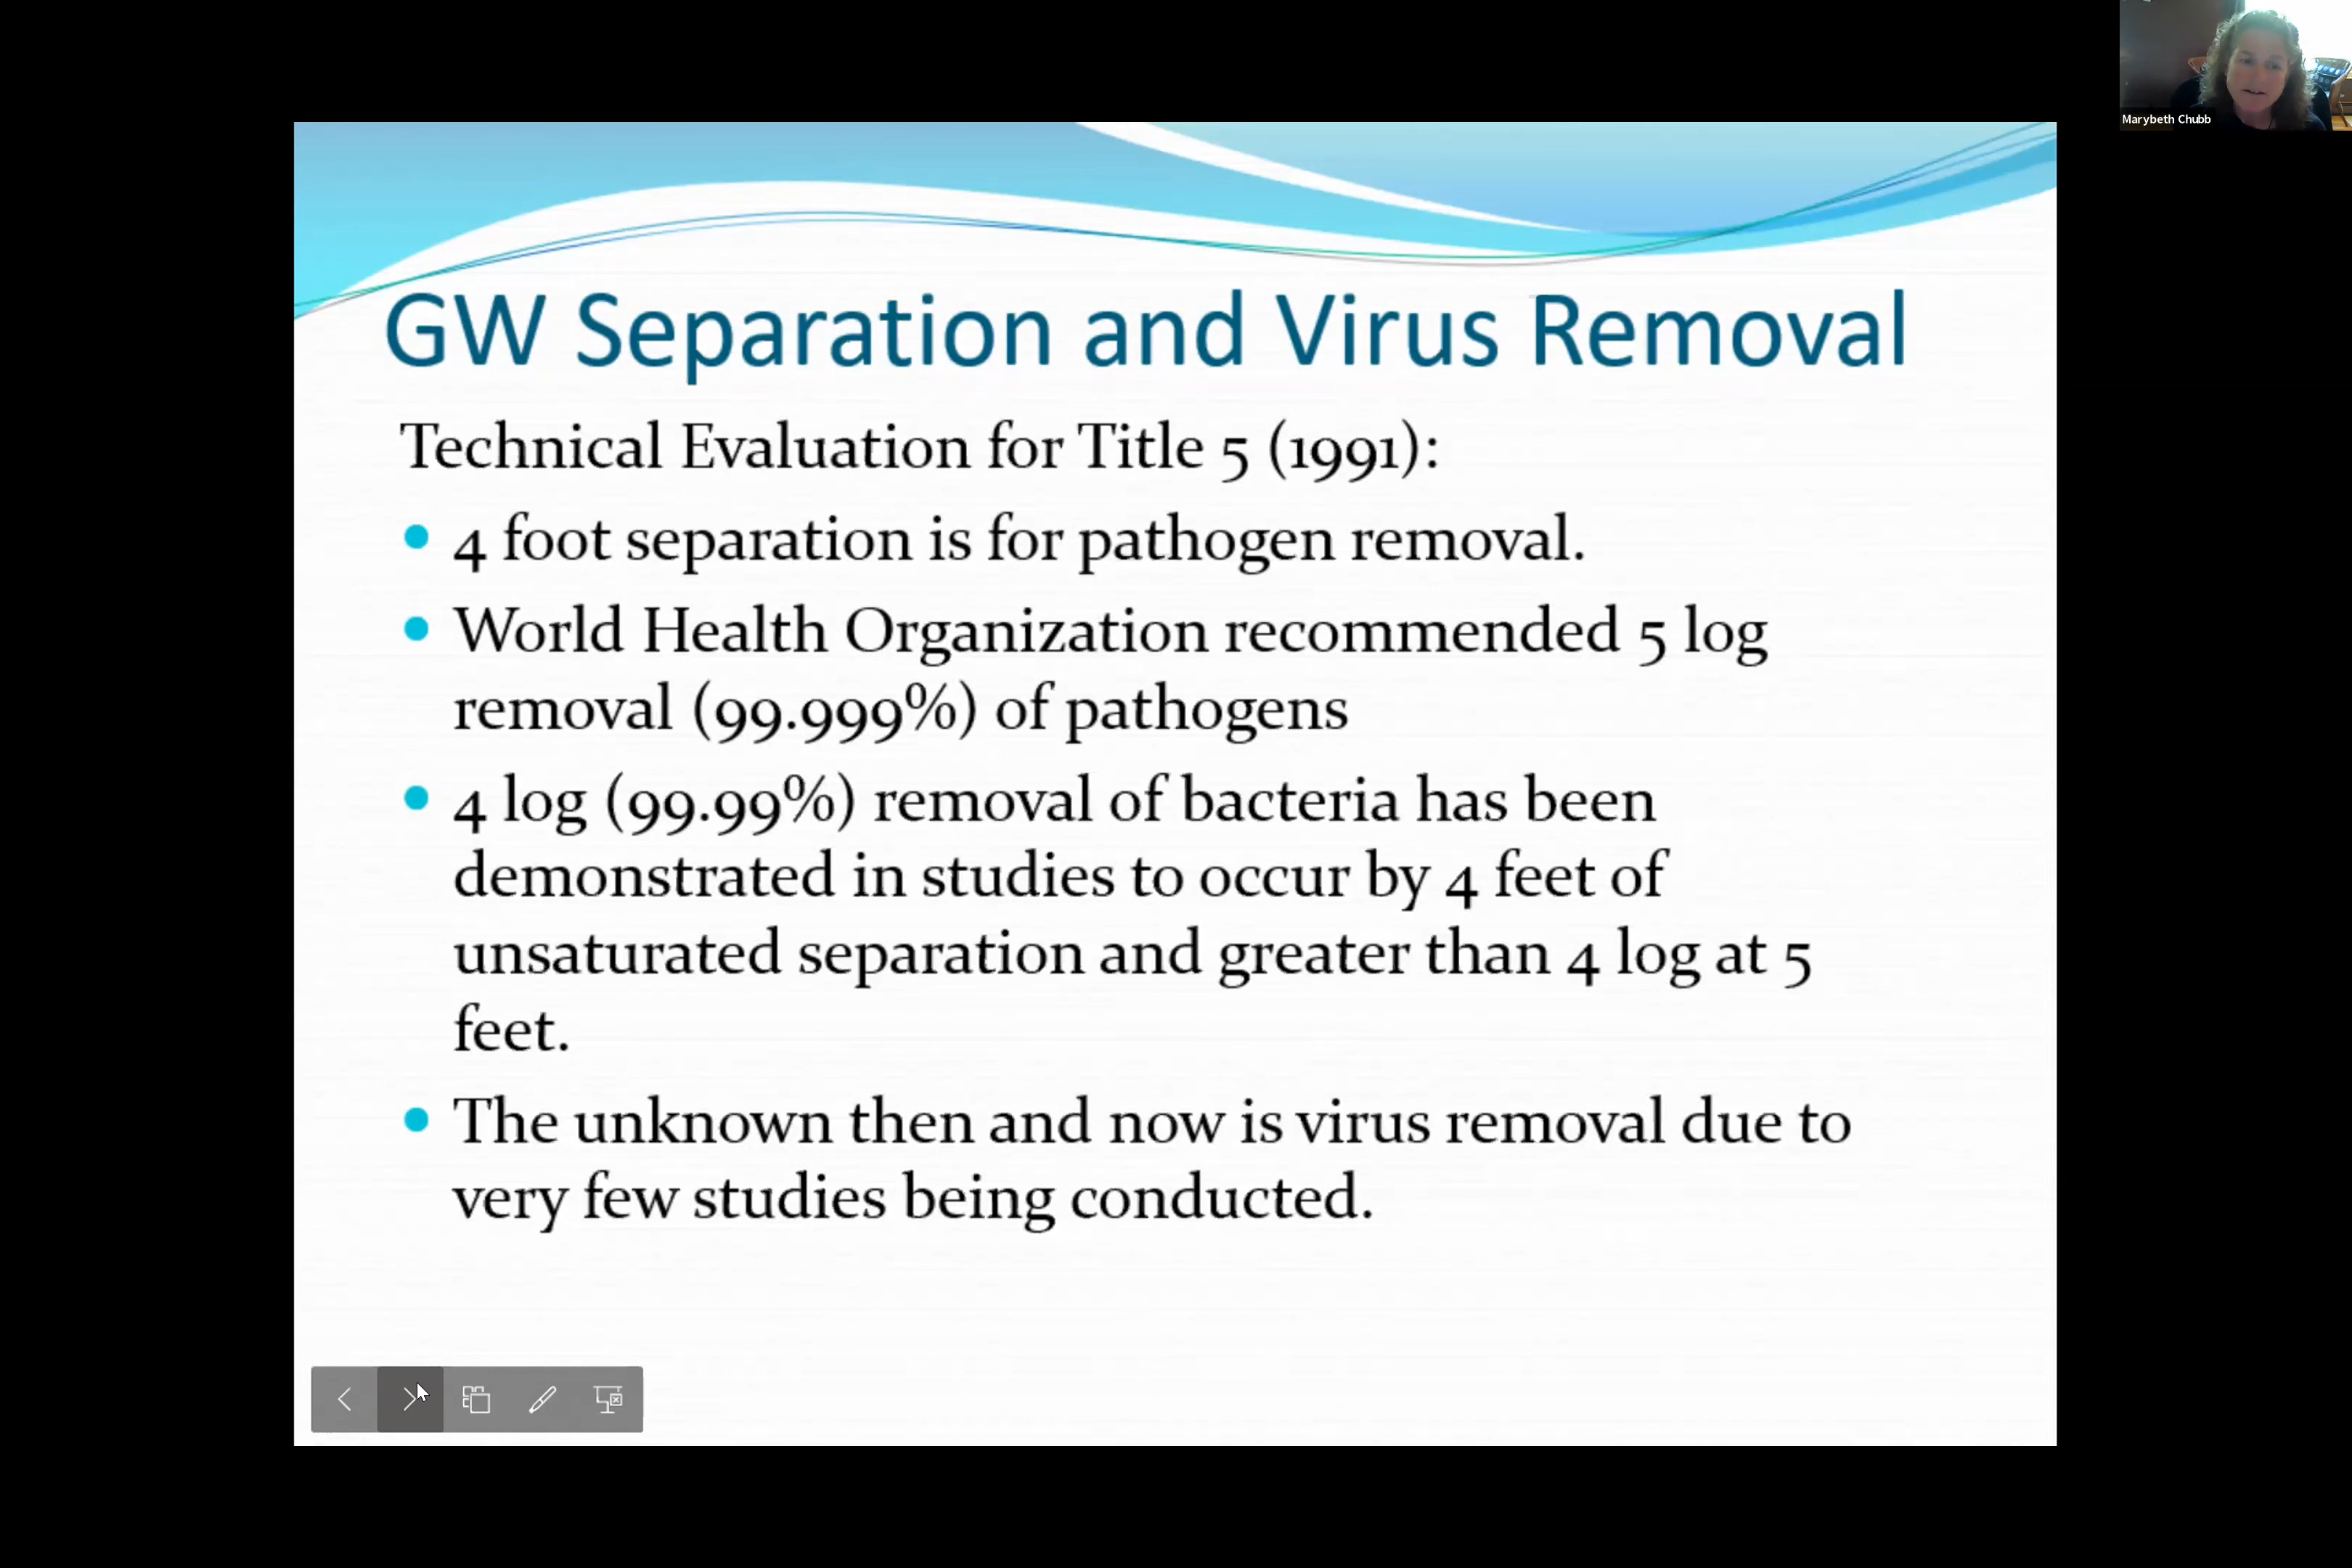 Marybeth Chubb
GW Separation and Virus Removal
Technical Evaluation for Title 5 (1991):
• 4 foot separation is for pathogen removal.
• World Health Organization recommended 5 log
removal (99.999%) of pathogens
• 4 log (99.99%) removal of bacteria has been
demonstrated in studies to occur by 4 feet of
unsaturated separation and greater than 4 log at 5
feet.
• The unknown then and now is virus removal due to
very few studies being conducted.